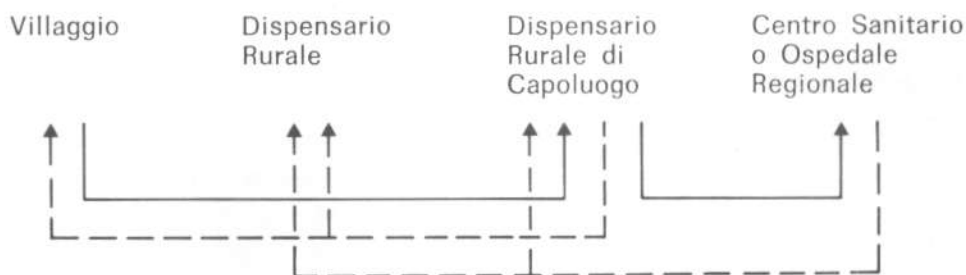 Villaggio
Dispensario
Rurale
Dispensario
Rurale di
Capoluogo
Centro Sanitario
o Ospedale
Regionale